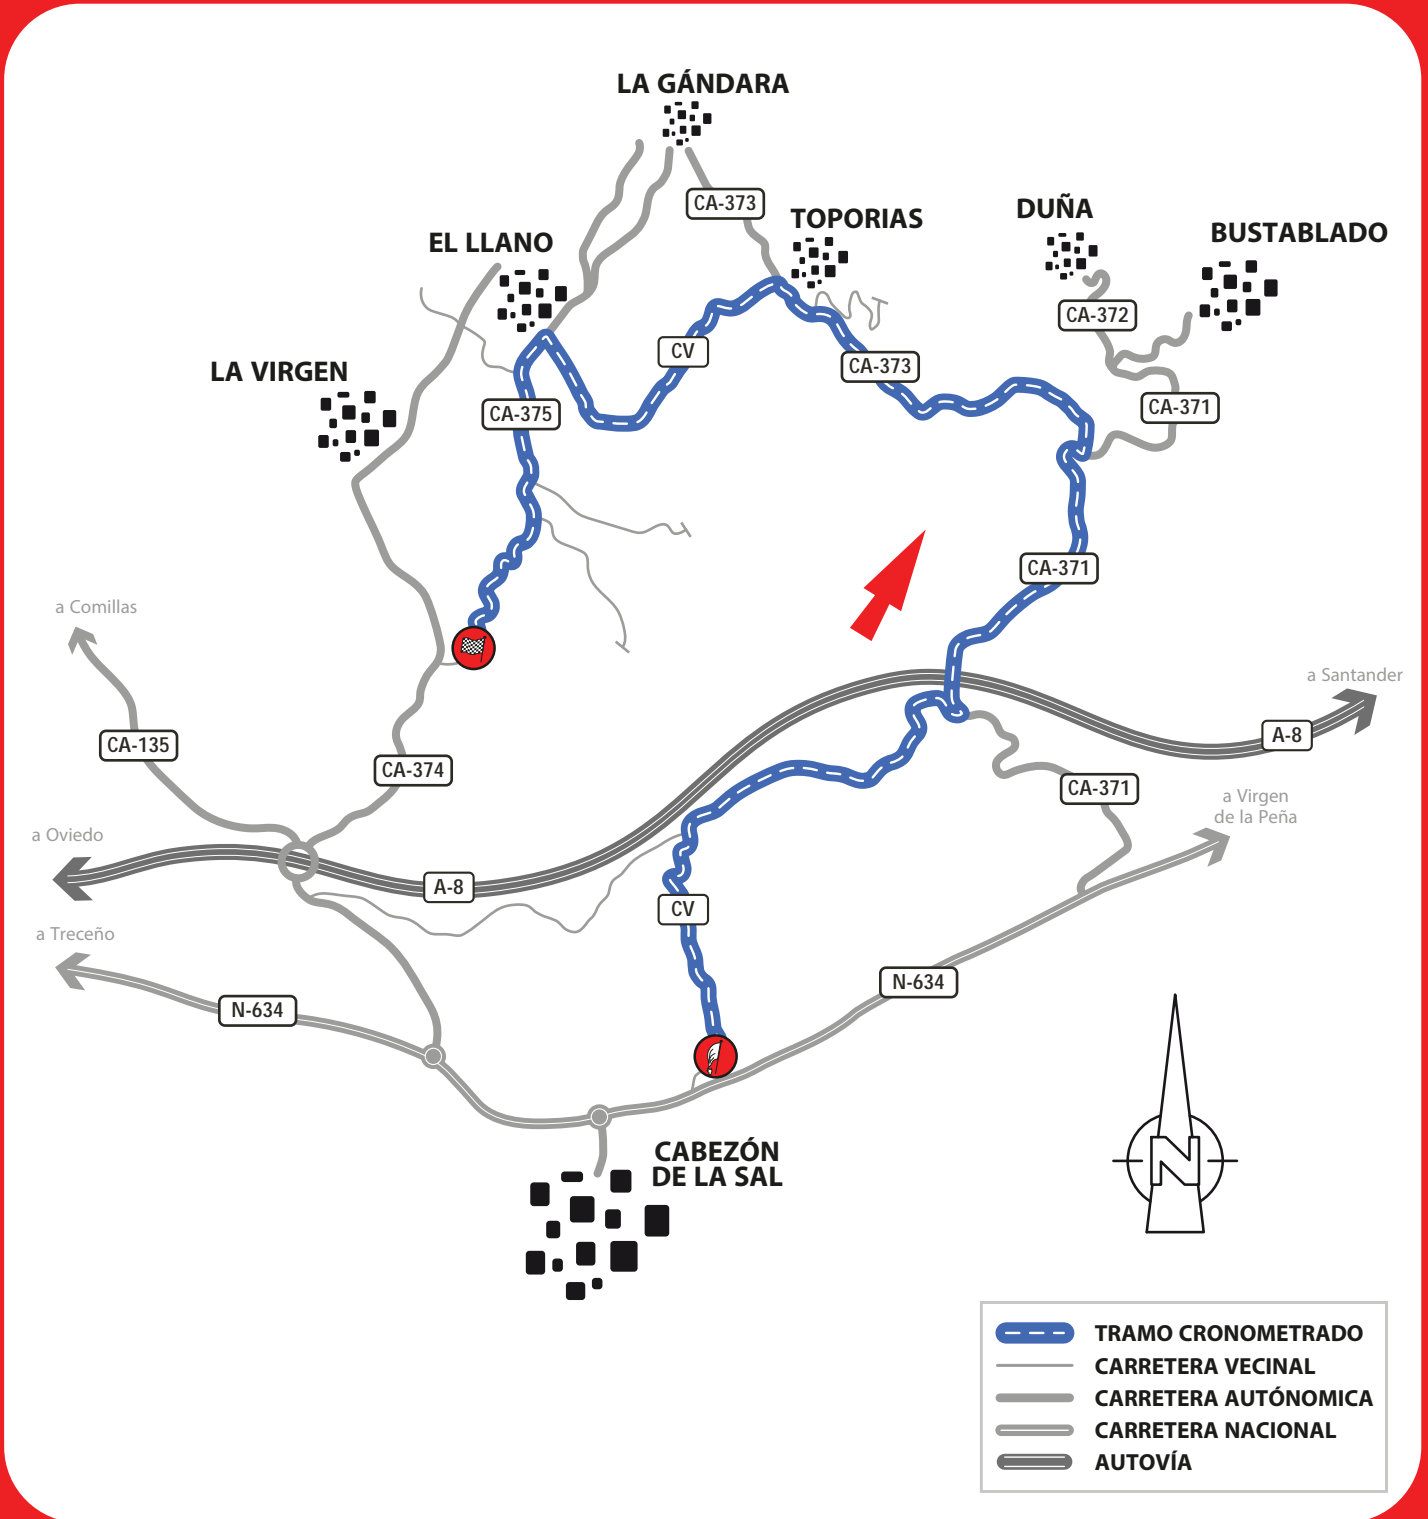 LA GÁNDARA
CA-373
TOPORIAS
DUÑA
BUSTABLADO
EL LLANO
CA-372
CV
CA-373
LA VIRGEN
CA-375
CA-371
CA-371
a Comillas
a Santander
CA-135
A-8
CA-374
CA-371
a Virgen
de la Peña
a Oviedo
A-8
CV
a Treceño
N-634
N-634
CABEZÓN
DE LA SAL
N
TRAMO CRONOMETRADO
CARRETERA VECINAL
CARRETERA AUTÓNOMICA
CARRETERA NACIONAL
AUTOVÍA